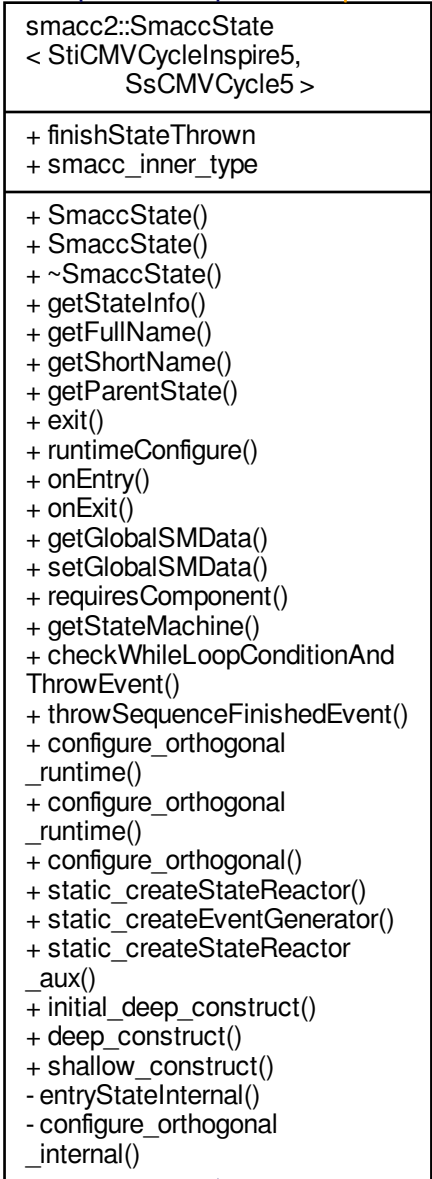 smacc2::SmaccState
< StiCMVCycleInspire5,
SsCMVCycle5 >
+ finishStateThrown
+ smacc_inner_type
+ SmaccState()
+ SmaccState()
+ ~SmaccState()
+ getStateInfo()
+ getFullName()
+ getShortName()
+ getParentState()
+ exit()
+ runtimeConfigure()
+ onEntry()
+ onExit()
+ getGlobalSMData()
+ setGlobalSMData()
+ requiresComponent()
+ getStateMachine()
+ checkWhileLoopConditionAnd
ThrowEvent()
+ throwSequenceFinishedEvent()
+ configure_orthogonal
_runtime()
+ configure_orthogonal
_runtime()
+ configure_orthogonal()
+ static_createStateReactor()
+ static_createEventGenerator()
+ static_createStateReactor
_aux()
+ initial_deep_construct()
+ deep_construct()
+ shallow_construct()
- entryStateInternal()
- configure_orthogonal
_internal()